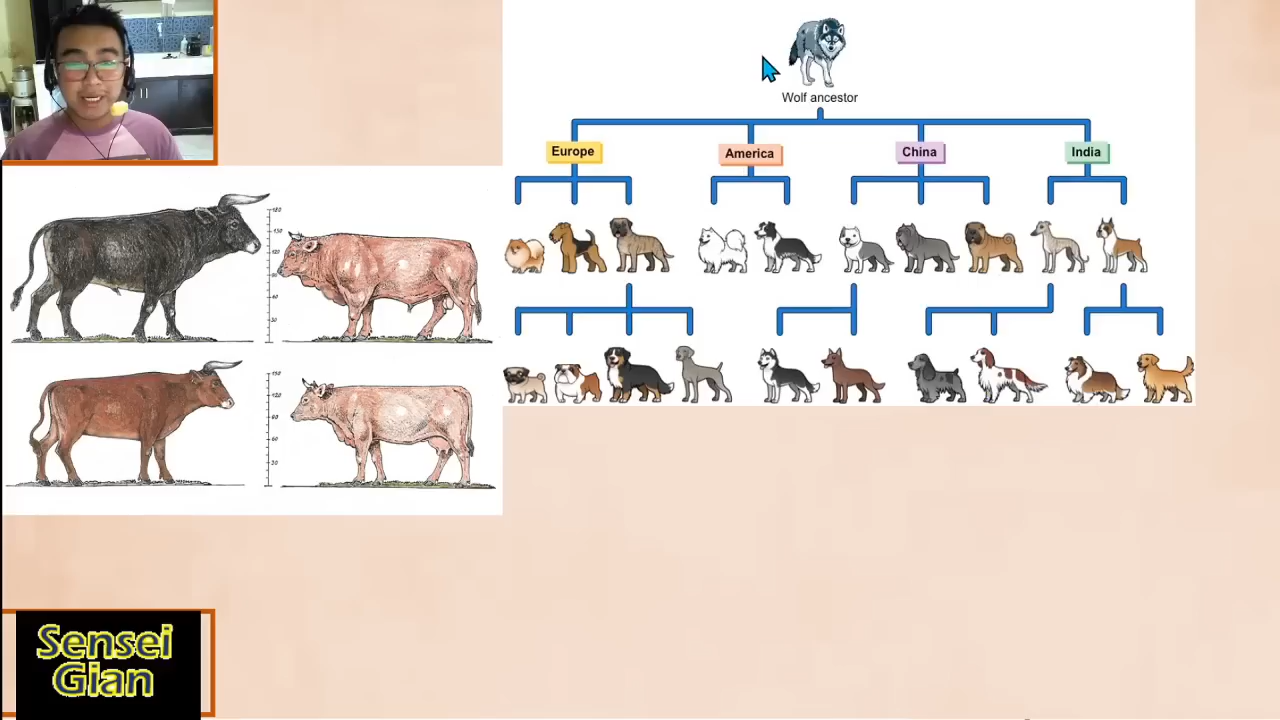 Wolf ancestor
Europe
America
China
India
Sensei
Gian